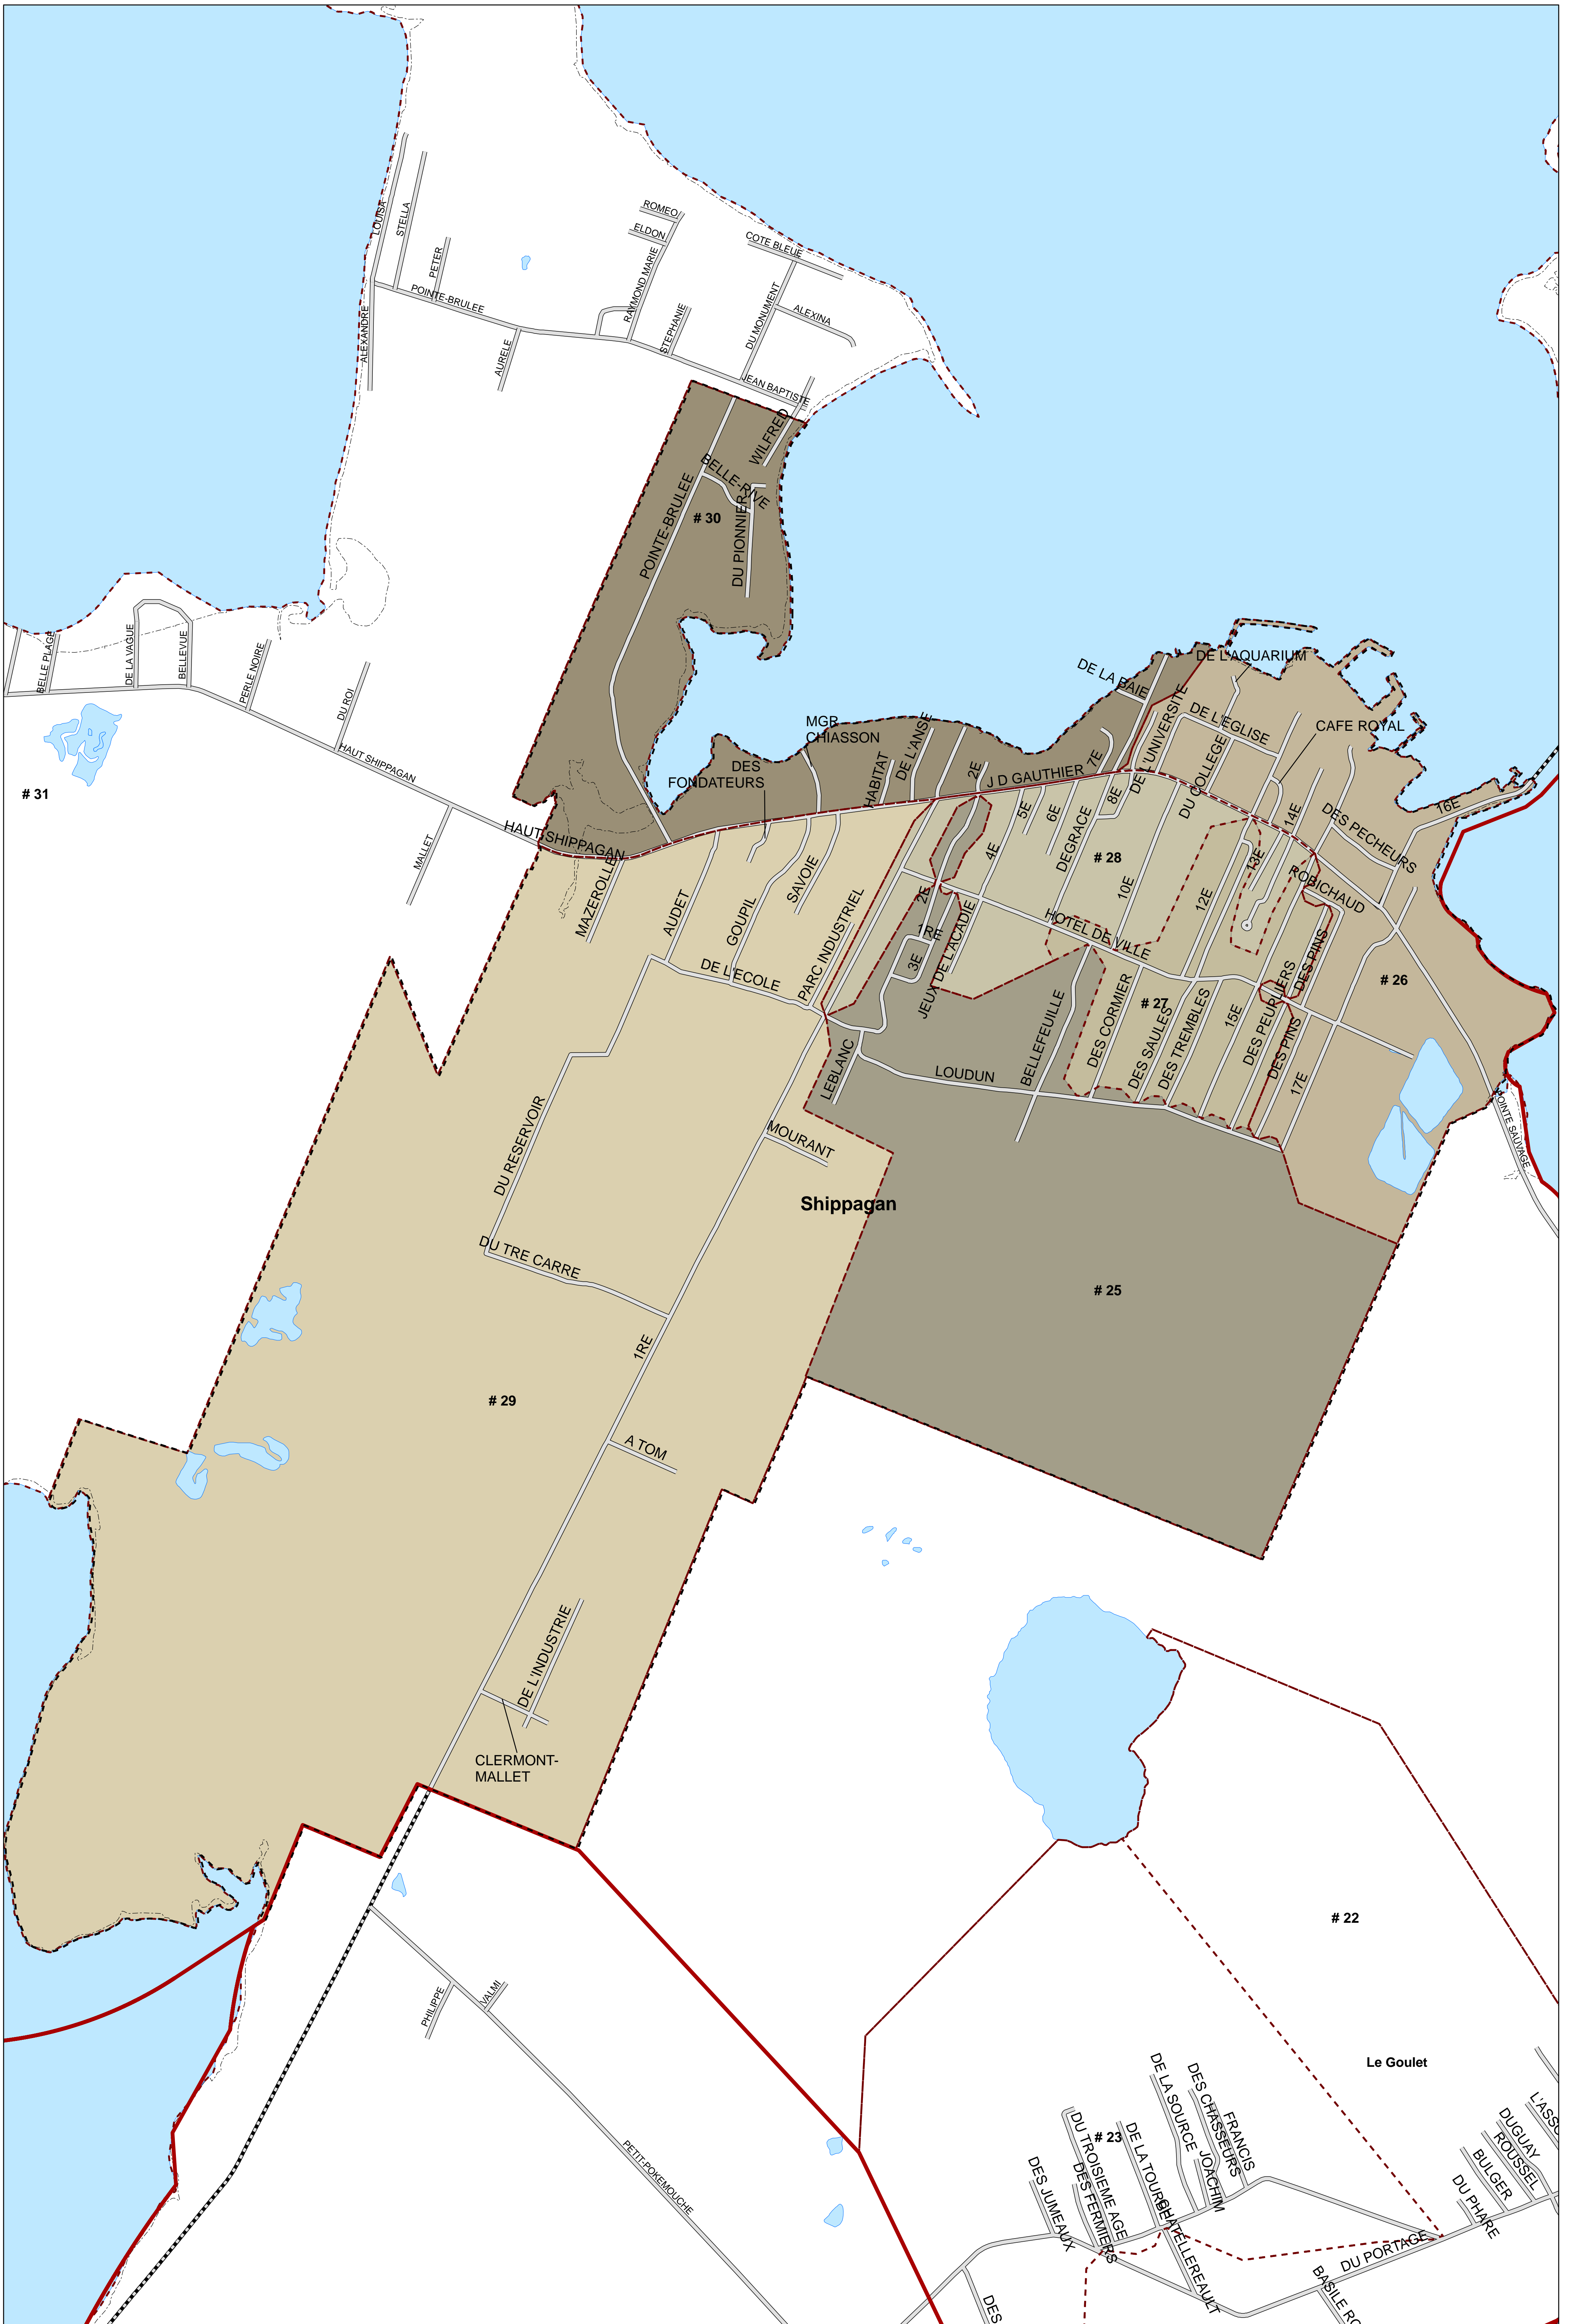 LOUISA
STELLA
PETER
ROMEO
ELDON
RAYMOND MARIE
COTE BLEUE
DU MONUMENT
ALEXINA
STEPHANIE
POINTE-BRULEE
ALEXANDRE
AURELE
JEAN BAPTISTE
WILFRED
BELLE-RIVE
POINTE-BRULEE
# 30
DU PIONNIER
BELLE PLAGE
DE LA VAGUE
BELLEVUE
PERLE NOIRE
DU ROI
HAUT SHIPPAGAN
# 31
MALLET
HAUT SHIPPAGAN
MAZEROLLE
DES
FONDATEURS
MGR
CHIASSON
HABITAT
DE L'ANSE
2E
J D GAUTHIER
7E
DE LA BAIE
DE L'UNIVERSITE
DE L'AQUARIUM
DE L'EGLISE
CAFE ROYAL
DU COLLEGE
14E
DES PECHEURS
16E
AUDET
GOUPIL
SAVOIE
PARC INDUSTRIEL
DE L'ECOLE
2E
1RE
3E
JEUX DE L'ACADIE
4E
5E
6E
DEGRACE
8E
# 28
10E
12E
13E
ROBICHAUD
HOTEL DE VILLE
DES PINS
# 26
# 27
DES CORMIER
DES SAULES
DES TREMBLES
15E
DES PEUPLIERS
DES PINS
17E
BELLEFEUILLE
LOUDUN
LEBLANC
POINTE SAUVAGE
MOURANT
DU RESERVOIR
Shippagan
DU TRE CARRE
# 25
1RE
# 29
A TOM
DE L'INDUSTRIE
CLERMONT-
MALLET
# 22
PHILIPPE
VALMI
PETIT-POKEMOUCHE
Le Goulet
# 23
DE LA SOURCE
DES CHASSEURS
FRANCIS
JOACHIM
DE LA TOURBE
DU TROISIEME AGE
DES FERMIERS
DES JUMEAUX
CHATELLEREAULT
DU PORTAGE
DU PHARE
BULGER
ROUSSEL
DUGUAY
L'ASSO
BASILE RO
DES